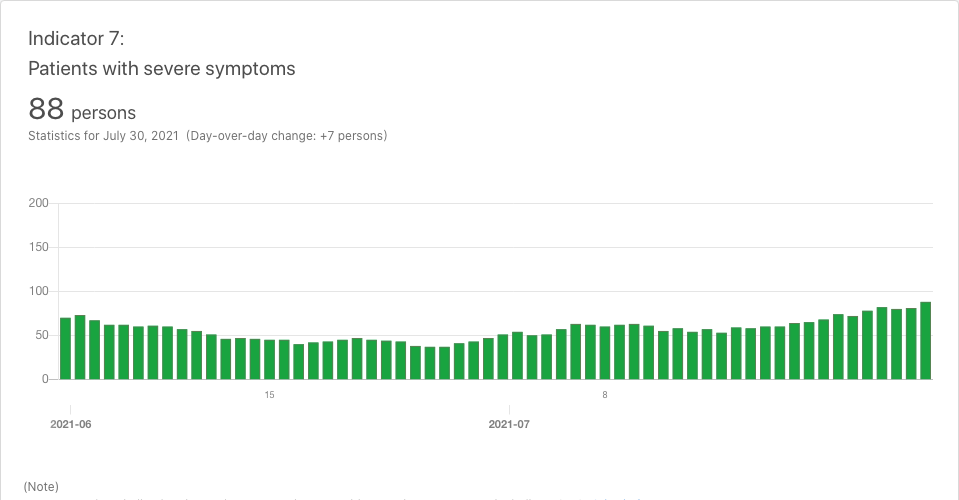 Indicator 7:
Patients with severe symptoms
88 persons
Statistics for July 30, 2021 (Day-over-day change: +7 persons)
200
150
100
50
0
15
8
2021-06
2021-07
(Note)